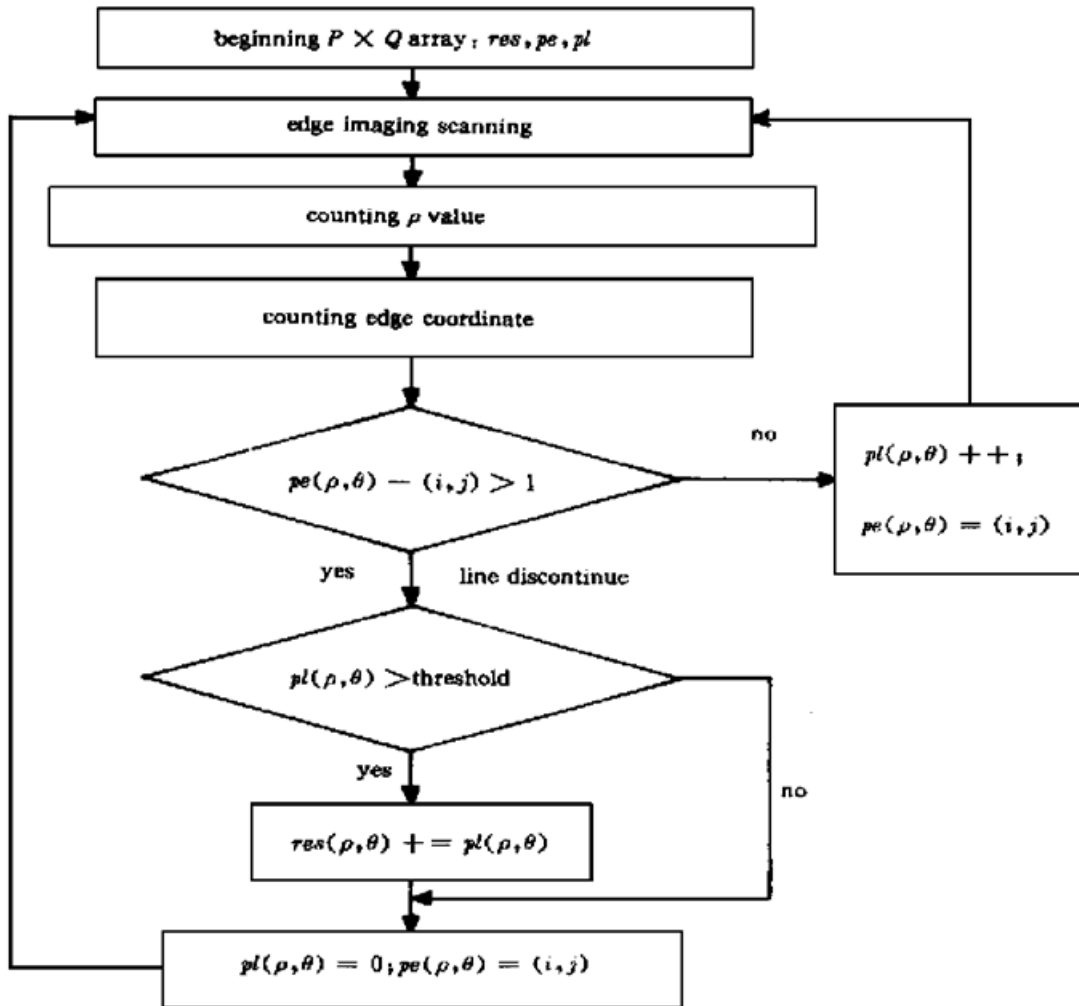 beginning P × Q array: res, pe, pl
edge imaging scanning
counting ρ value
counting edge coordinate
pe(ρ,θ) − (i,j) > 1
no
pl(ρ,θ) ++;
pe(ρ,θ) = (i,j)
yes
line discontinue
pl(ρ,θ) >threshold
yes
no
res(ρ,θ) + = pl(ρ,θ)
pl(ρ,θ) = 0;pe(ρ,θ) = (i,j)